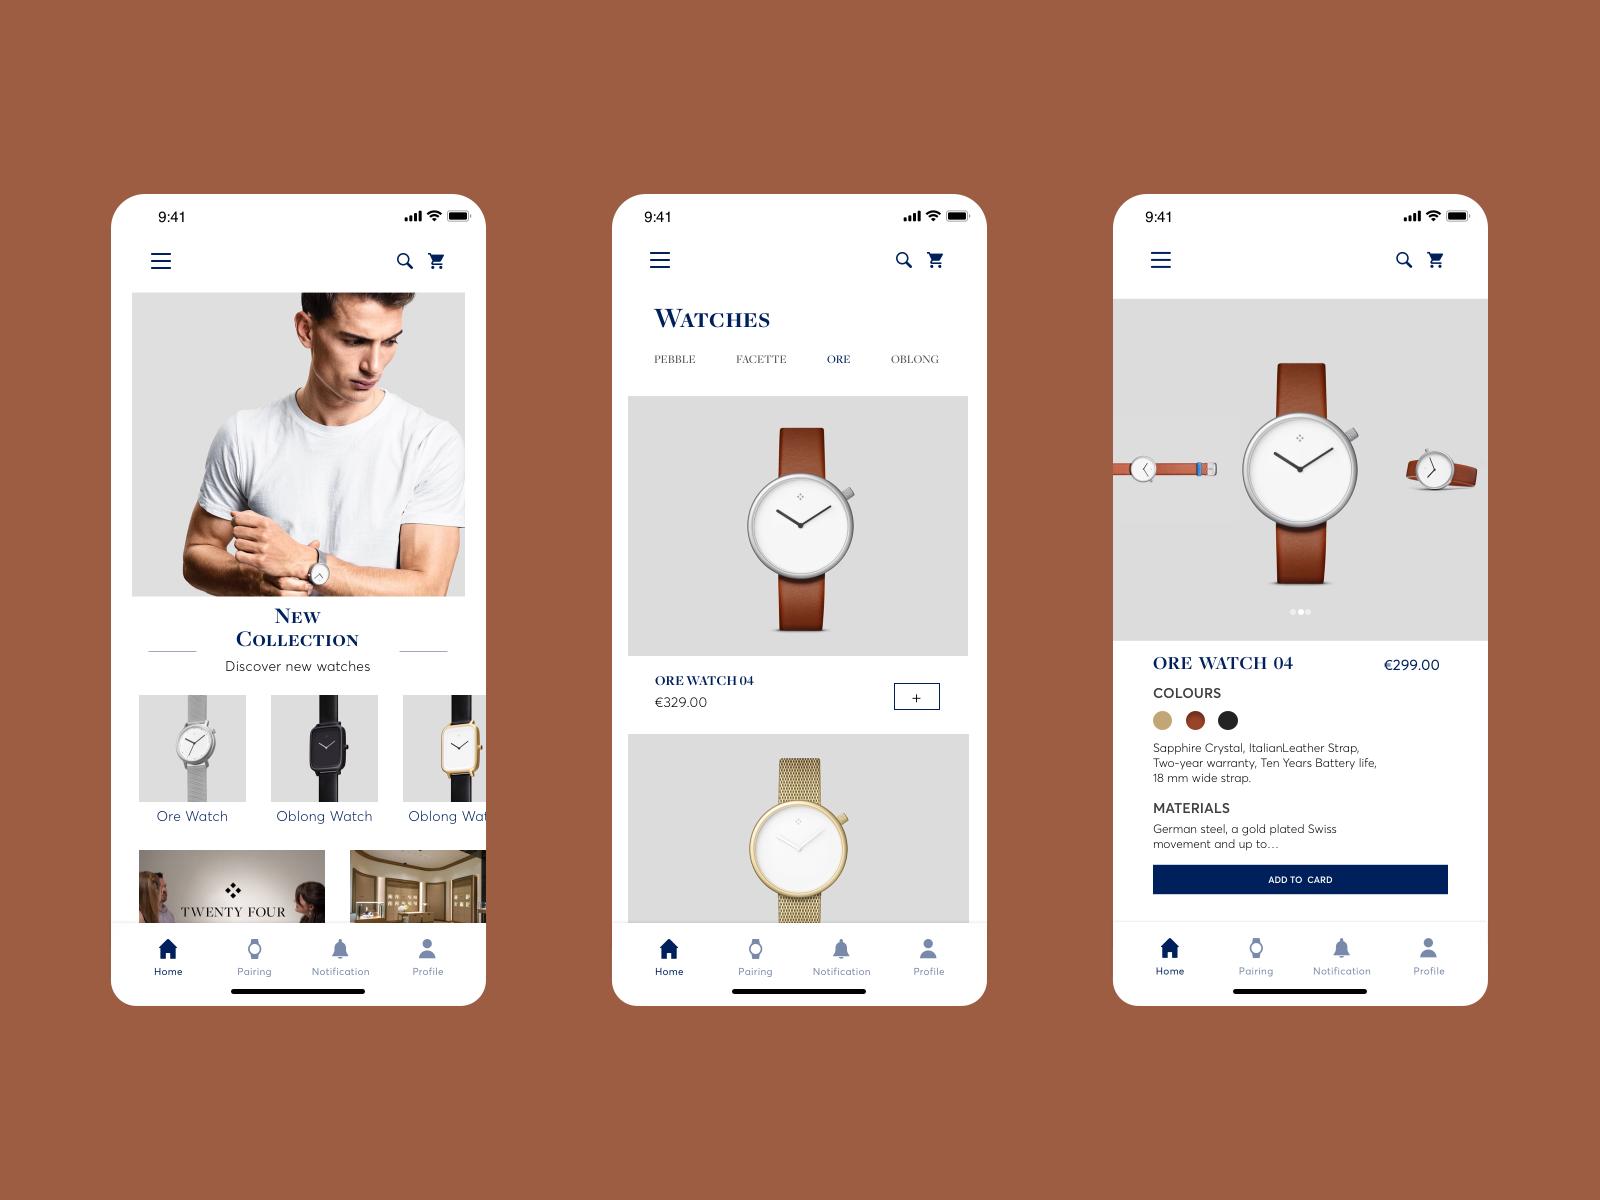 9:41
New
Collection
Discover new watches
Ore Watch
Oblong Watch
Oblong Wat
TWENTY FOUR
Home
Pairing
Notification
Profile
9:41
Watches
PEBBLE
FACETTE
ORE
OBLONG
ORE WATCH 04
€329.00
+
Home
Pairing
Notification
Profile
9:41
ORE WATCH 04
€299.00
COLOURS
Sapphire Crystal, ItalianLeather Strap,
Two-year warranty, Ten Years Battery life,
18 mm wide strap.
MATERIALS
German steel, a gold plated Swiss
movement and up to...
ADD TO CARD
Home
Pairing
Notification
Profile